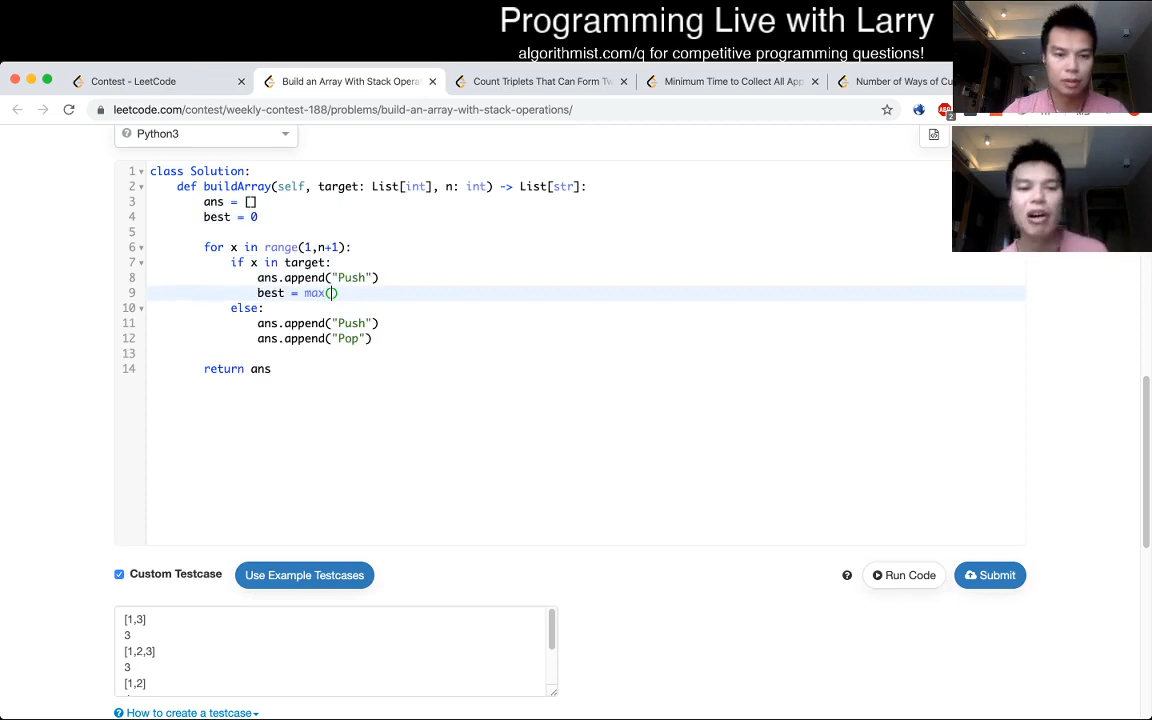 Programming Live with Larry
algorithmist.com/q for competitive programming questions!
Contest - LeetCode
Build an Array With Stack Opera
Count Triplets That Can Form Tw
Minimum Time to Collect All App
Number of Ways of Cu
leetcode.com/contest/weekly-contest-188/problems/build-an-array-with-stack-operations/
2
Python3
1 class Solution:
2 def buildArray(self, target: List[int], n: int) -> List[str]:
3 ans = []
4 best = 0
5
6 for x in range(1,n+1):
7 if x in target:
8 ans.append("Push")
9 best = max()
10 else:
11 ans.append("Push")
12 ans.append("Pop")
13
14 return ans
Custom Testcase
Use Example Testcases
Run Code
Submit
[1,3]
3
[1,2,3]
3
[1,2]
How to create a testcase